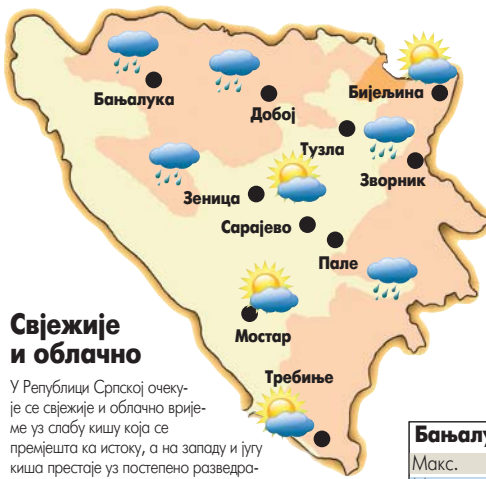 Бањалука
Добој
Бијељина
Тузла
Зворник
Зеница
Сарајево
Пале
Мостар
Требиње
Свјежије
и облачно
У Републици Српској очеку-
је се свјежије и облачно врије-
ме уз слабу кишу која се
премјешта ка истоку, а на западу и југу
киша престаје уз постепено разведра-
Бањалу
Макс.